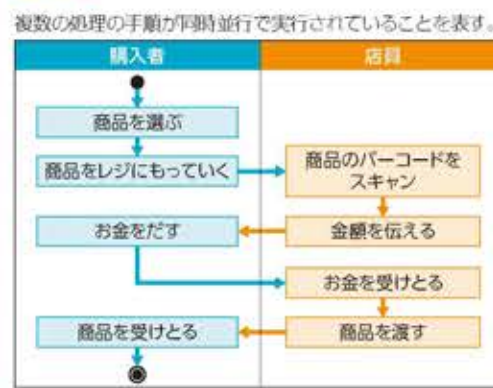 複数の処理の手順が同時並行で実行されていることを表す。
購入者
店員
商品を選ぶ
商品をレジにもっていく
商品のバーコードを
スキャン
お金をだす
金額を伝える
お金を受けとる
商品を受けとる
商品を渡す